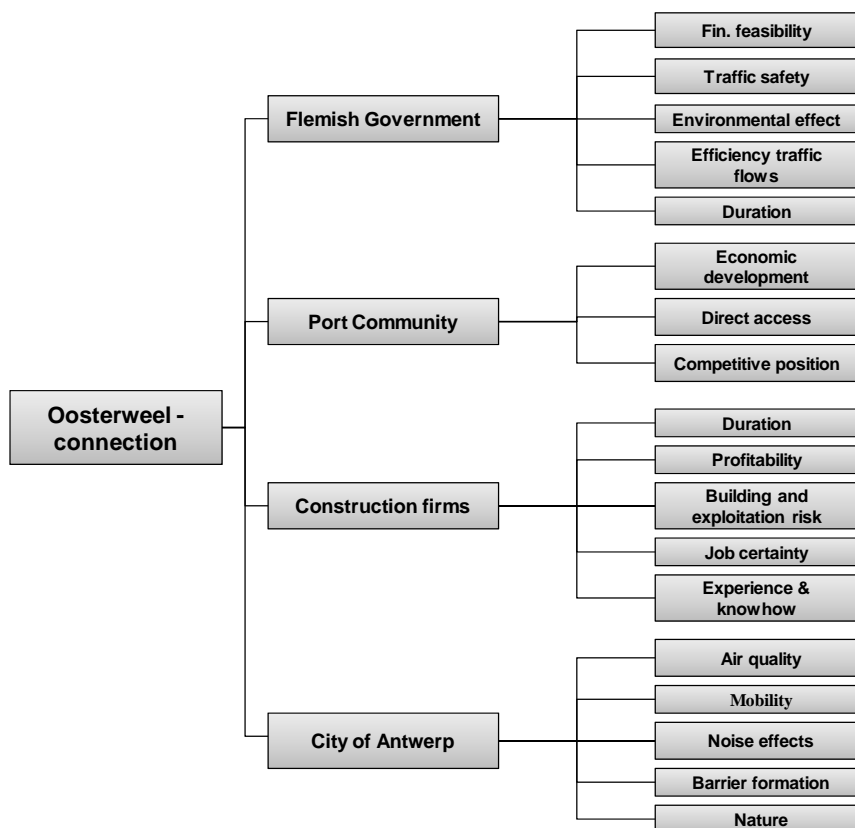 Oosterweel -
connection
Flemish Government
Fin. feasibility
Traffic safety
Environmental effect
Efficiency traffic
flows
Duration
Port Community
Economic
development
Direct access
Competitive position
Construction firms
Duration
Profitability
Building and
exploitation risk
Job certainty
Experience &
knowhow
City of Antwerp
Air quality
Mobility
Noise effects
Barrier formation
Nature